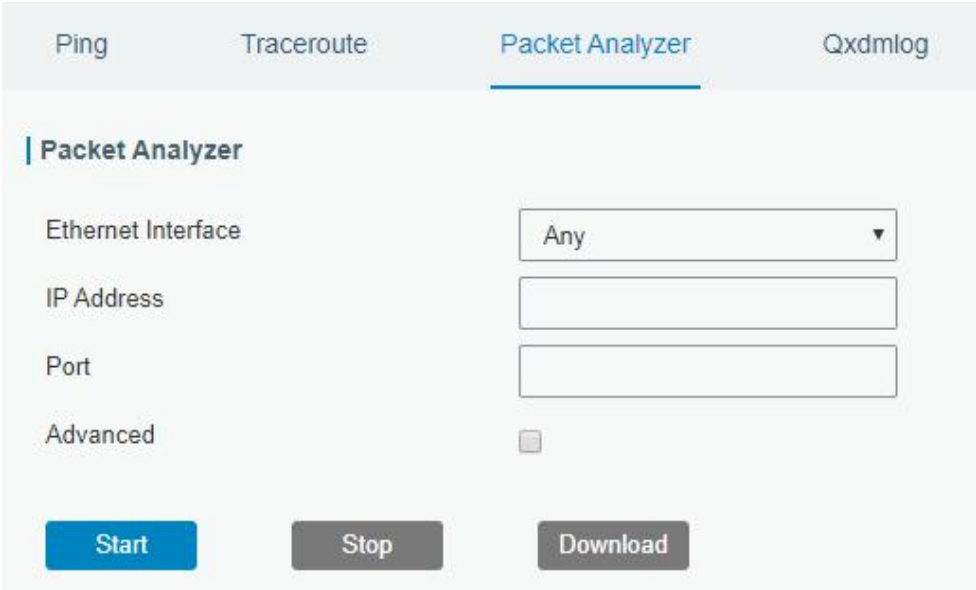 Ping Traceroute Packet Analyzer Qxdmlog
Packet Analyzer
Ethernet Interface Any
IP Address
Port
Advanced
Start Stop Download